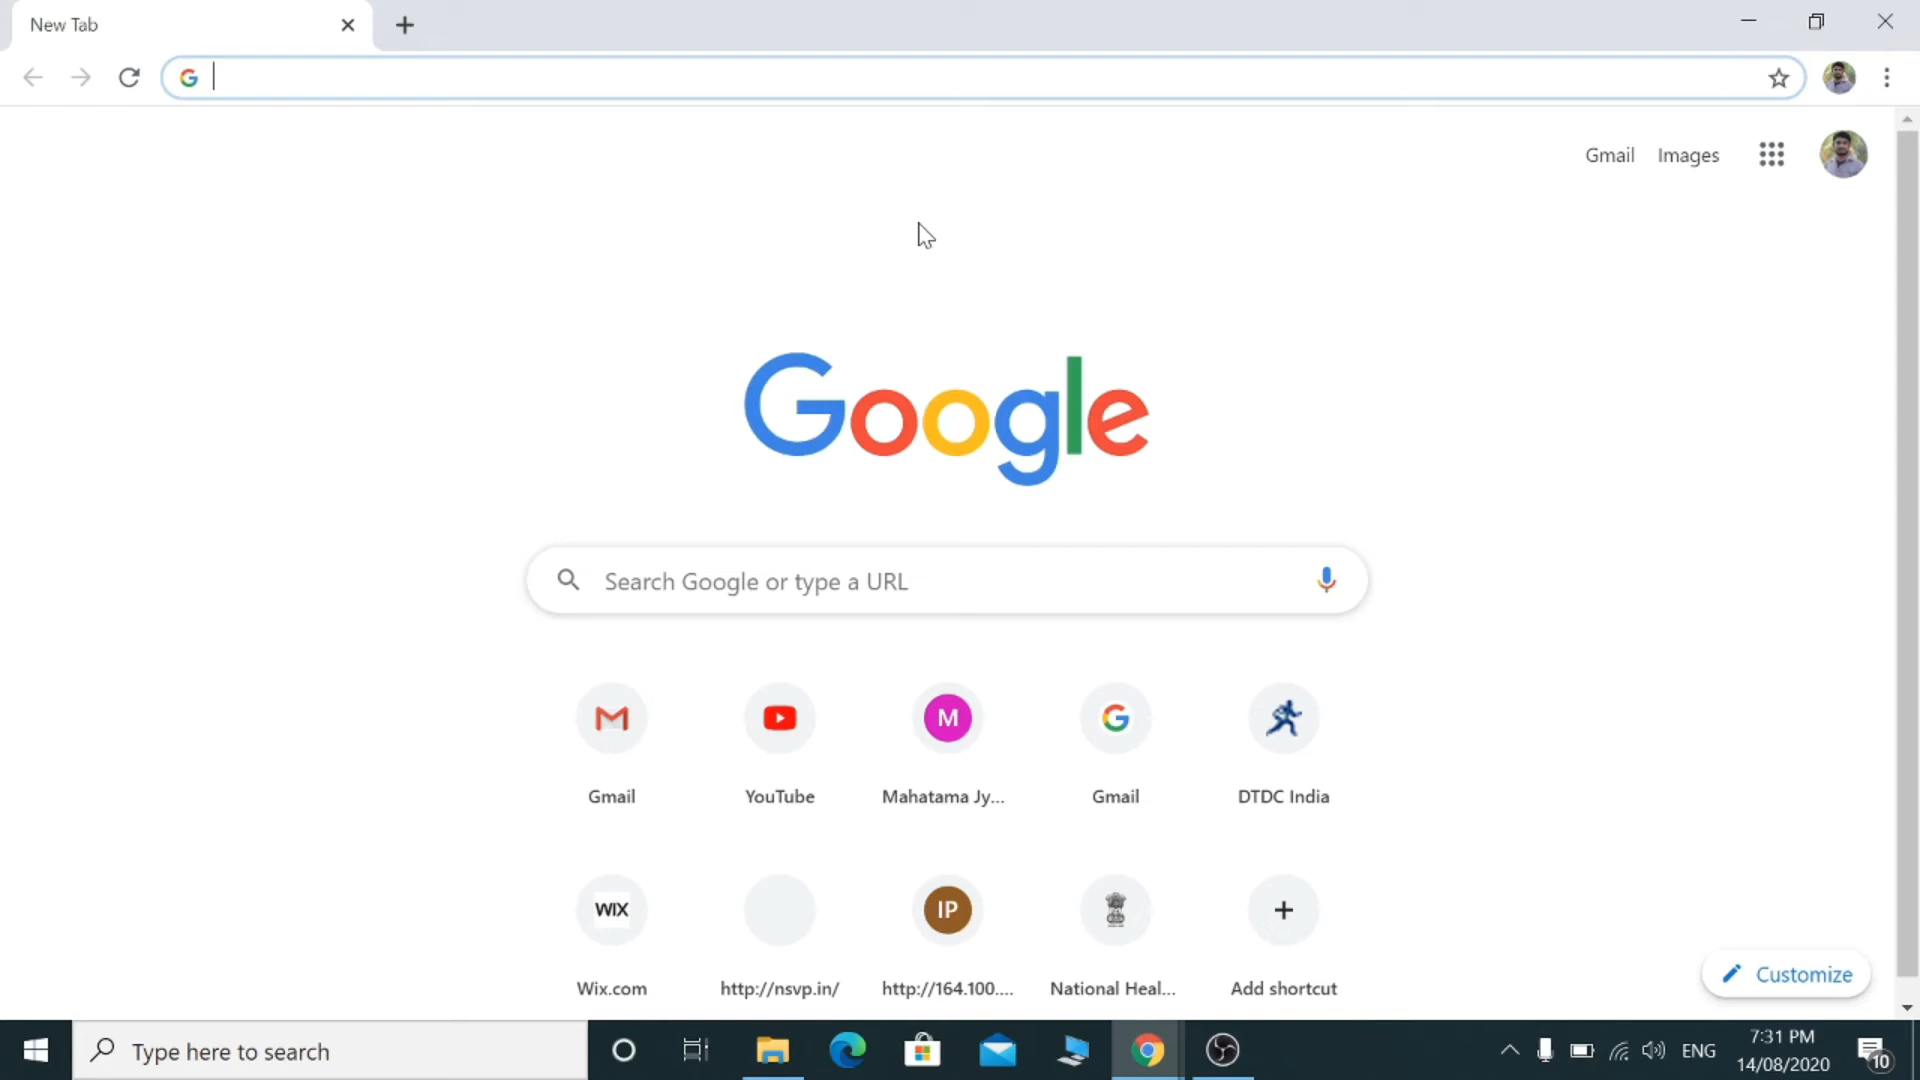 New Tab
Gmail Images
Google
Search Google or type a URL
M
Gmail YouTube Mahatama Jy... Gmail DTDC India
WIX IP
Wix.com http://nsvp.in/ http://164.100.... National Heal... Add shortcut
Customize
Type here to search
ENG
7:31 PM
14/08/2020
10